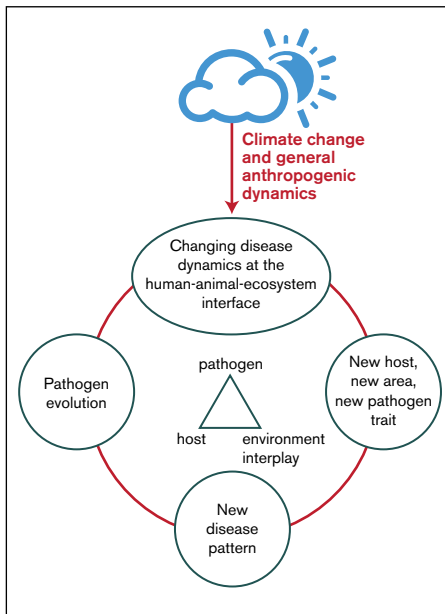 Climate change
and general
anthropogenic
dynamics
Changing disease
dynamics at the
human-animal-ecosystem
interface
Pathogen
evolution
pathogen
host
environment
interplay
New host,
new area,
new pathogen
trait
New
disease
pattern